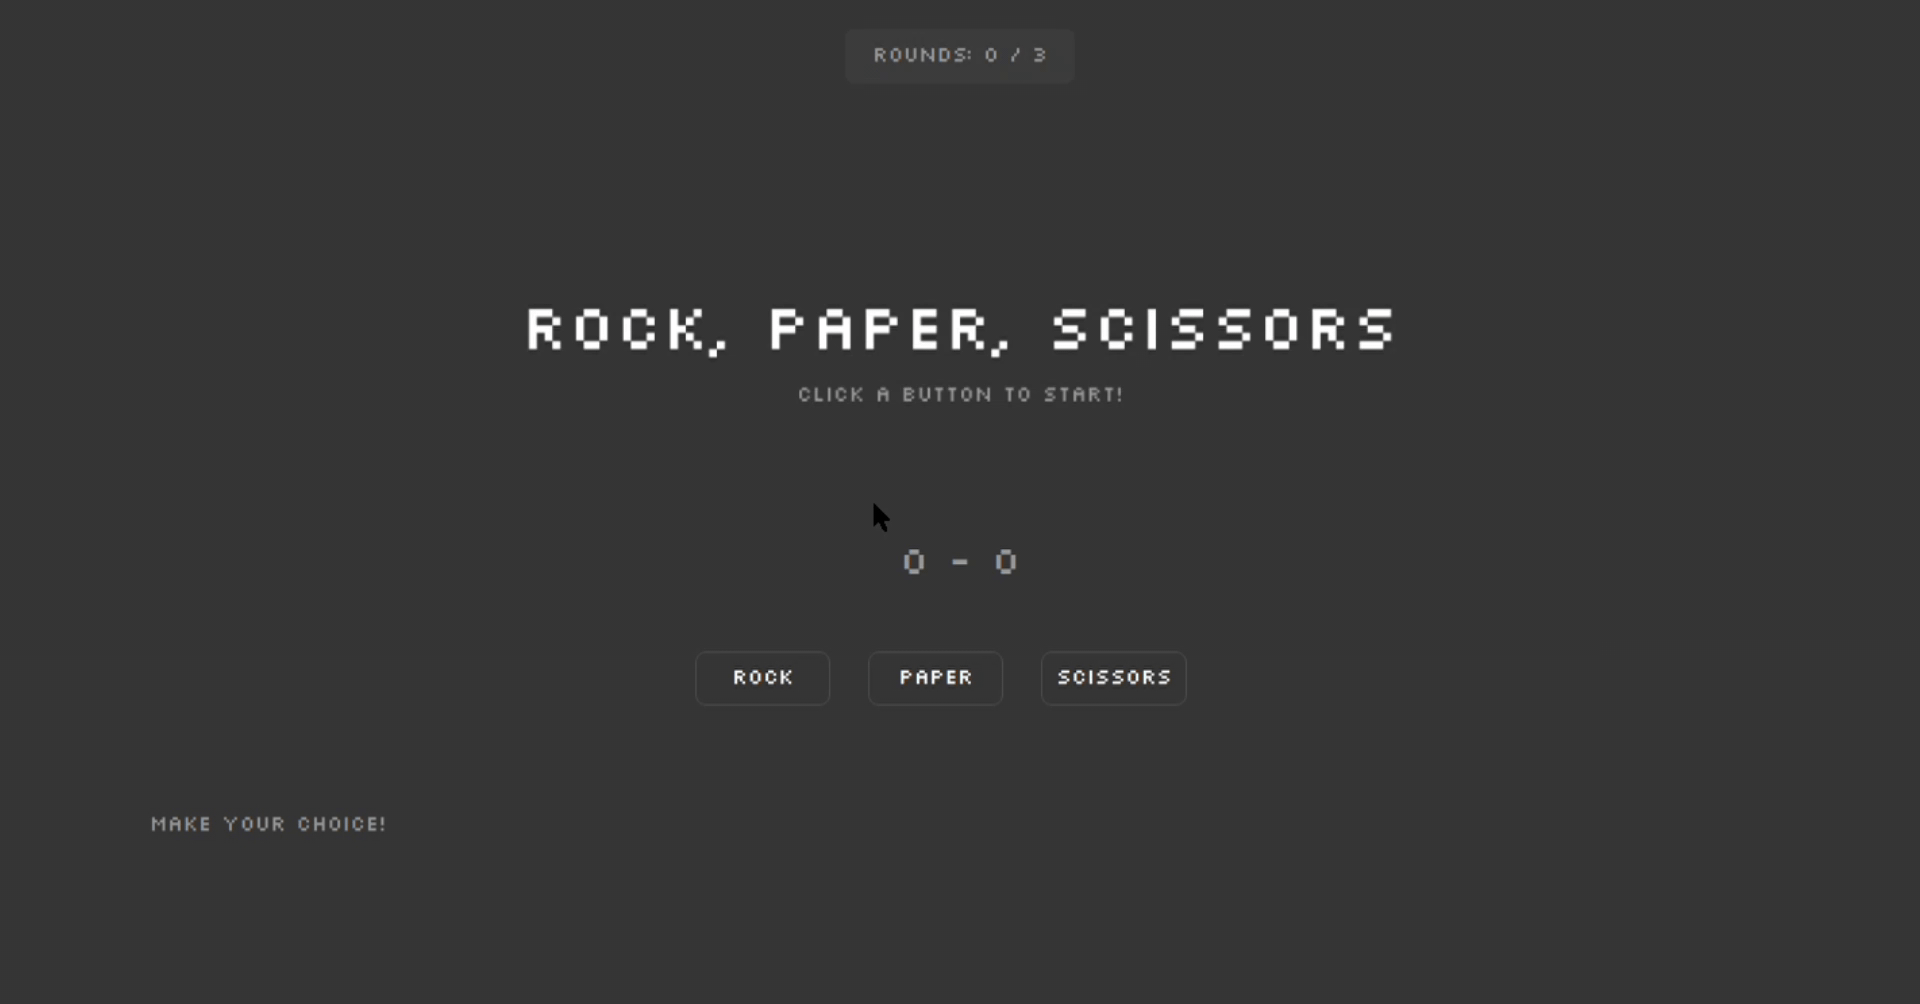 ROUNDS: 0 / 3
ROCK, PAPER, SCISSORS
CLICK A BUTTON TO START!
0 - 0
ROCK
PAPER
SCISSORS
MAKE YOUR CHOICE!